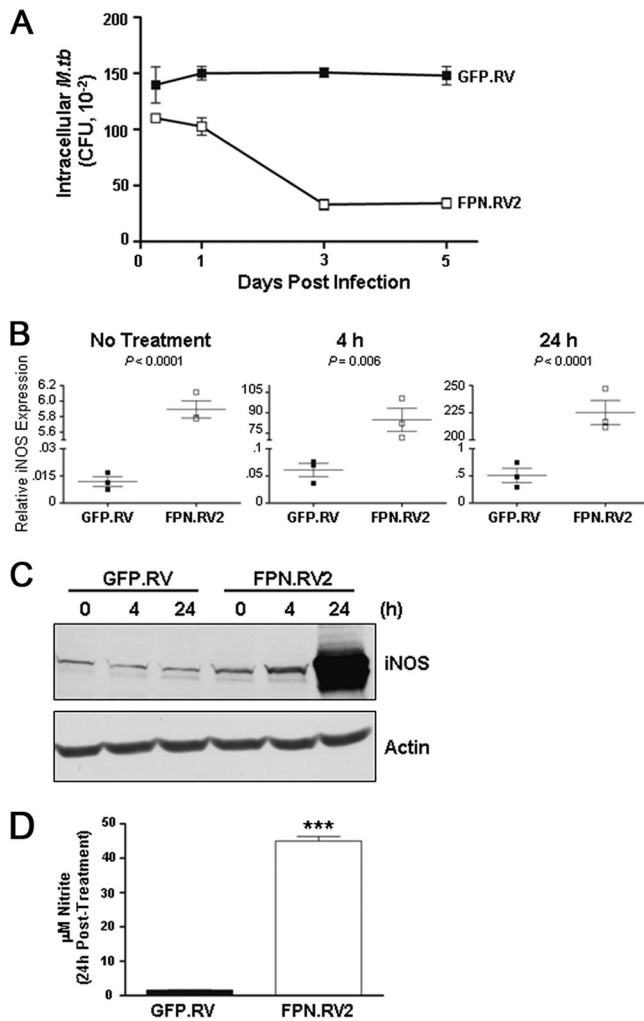 A
Intracellular M.tb
(CFU, 10-2)
200
150
100
50
0
0 1 3 5
Days Post Infection
GFP.RV
FPN.RV2
B
Relative iNOS Expression
No Treatment
P < 0.0001
6.2
6.0
5.8
5.6
.03
0.015
0
GFP.RV FPN.RV2
4 h
P = 0.006
105
90
75
.1
.05
0
GFP.RV FPN.RV2
24 h
P < 0.0001
250
225
200
.1
.5
0
GFP.RV FPN.RV2
C
GFP.RV FPN.RV2
0 4 24 0 4 24 (h)
iNOS
Actin
D
µM Nitrite
(24h Post-Treatment)
50
40
30
20
10
0
***
GFP.RV FPN.RV2